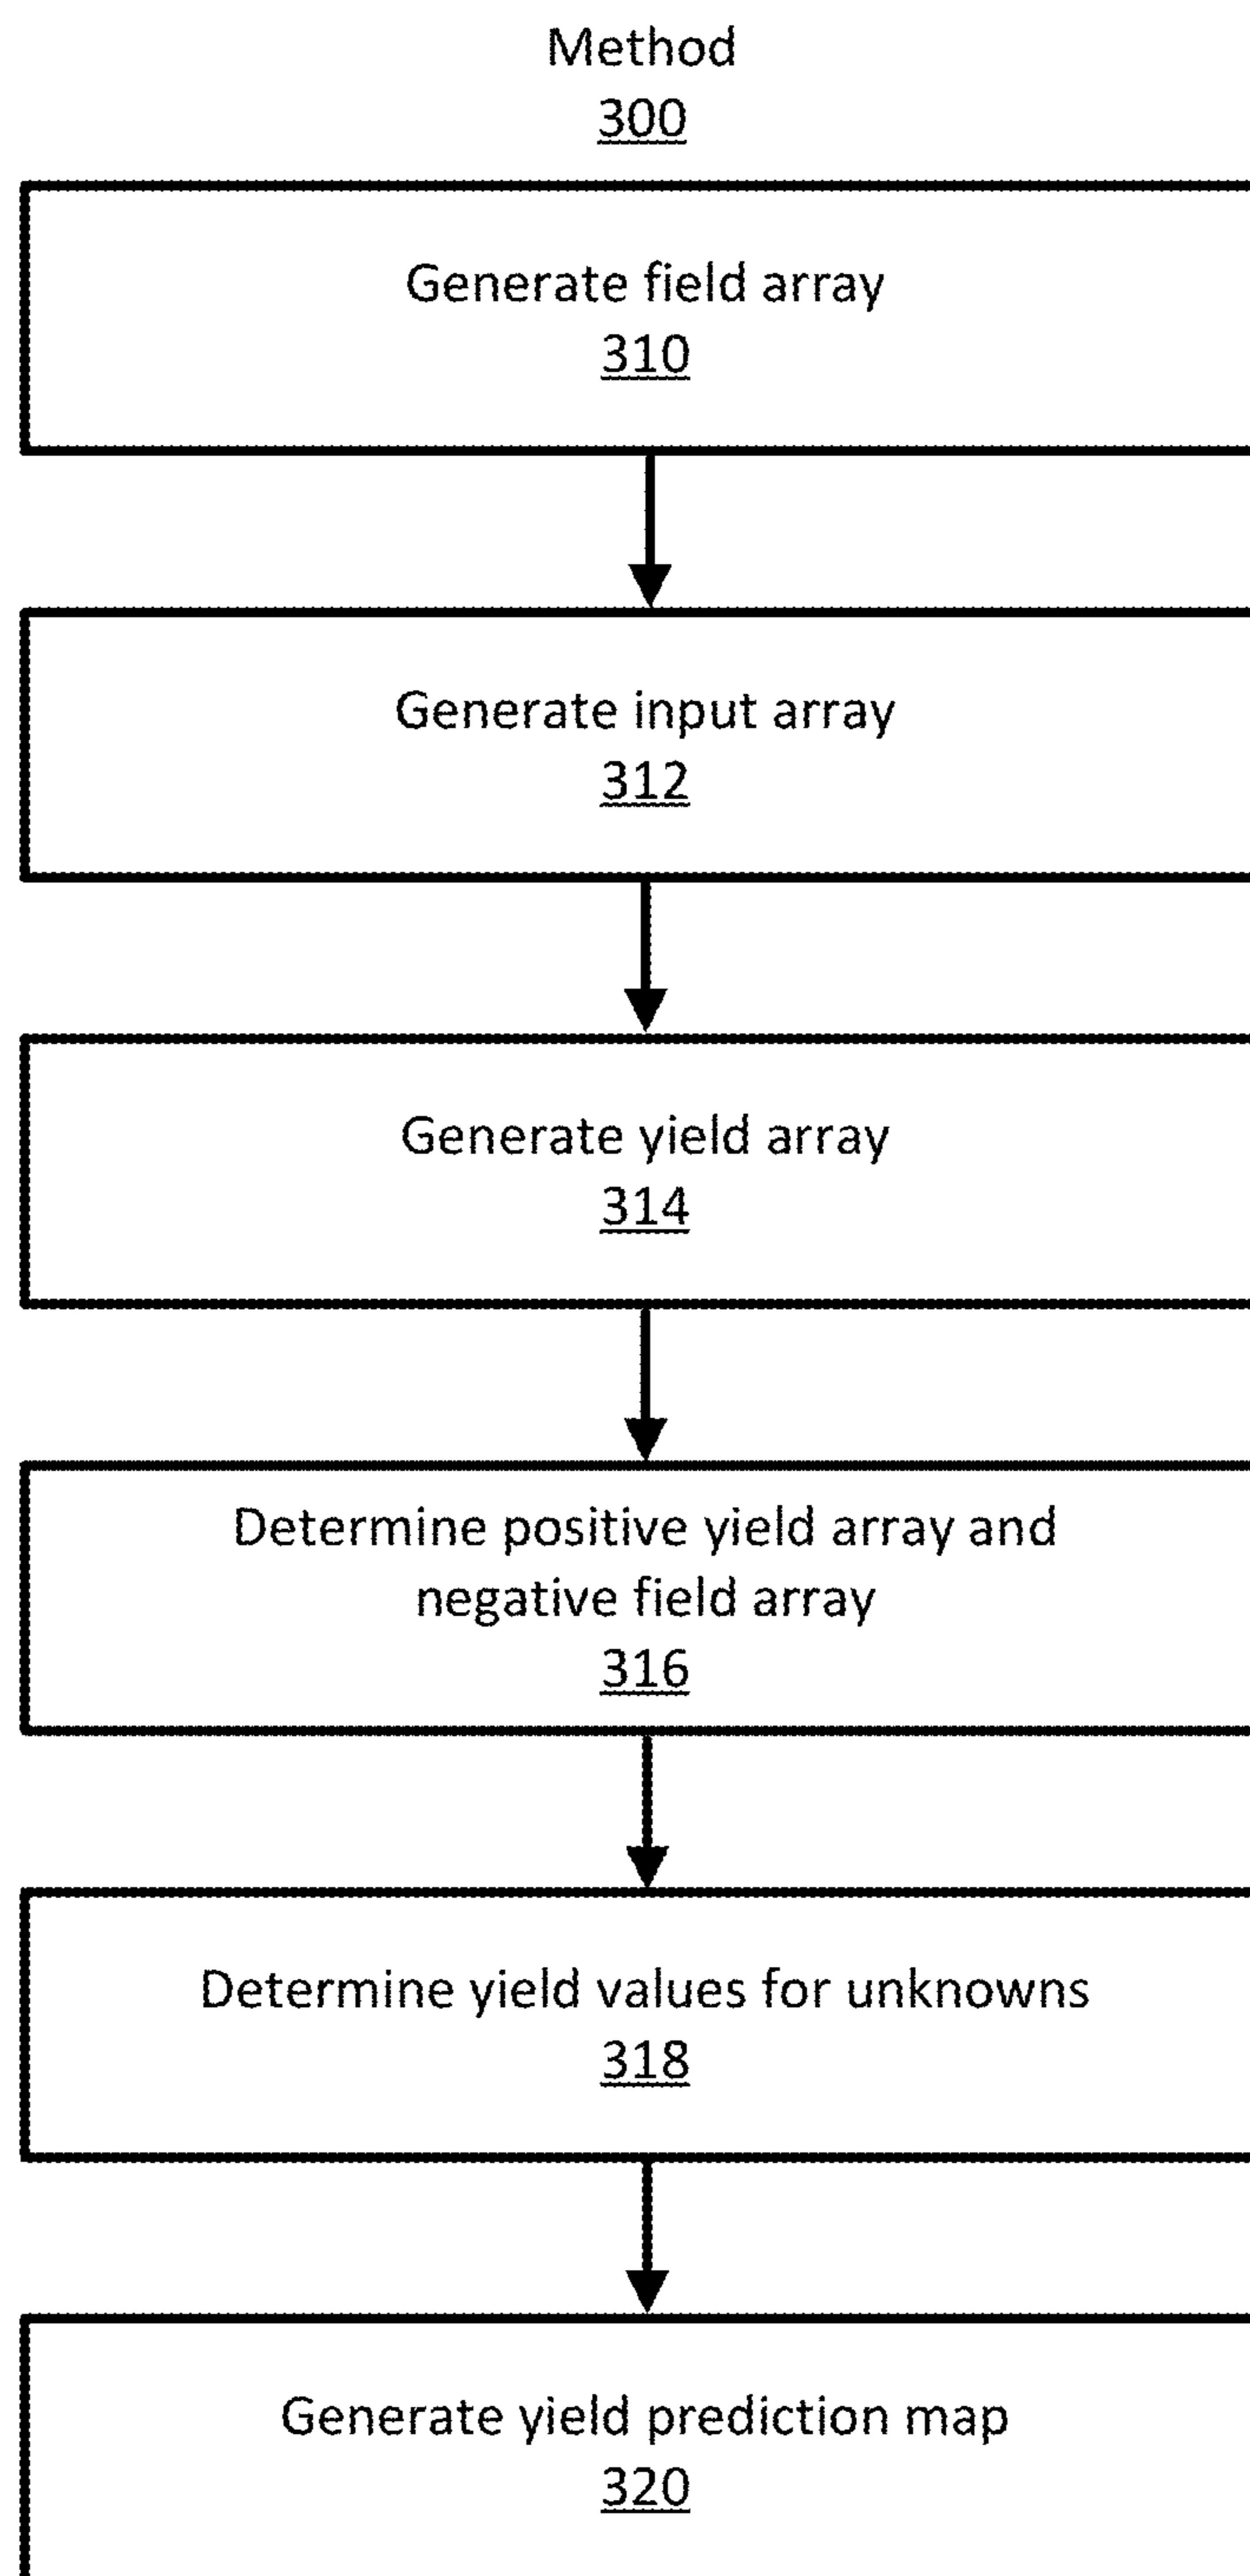 Method
300
Generate field array
310
Generate input array
312
Generate yield array
314
Determine positive yield array and
negative field array
316
Determine yield values for unknowns
318
Generate yield prediction map
320